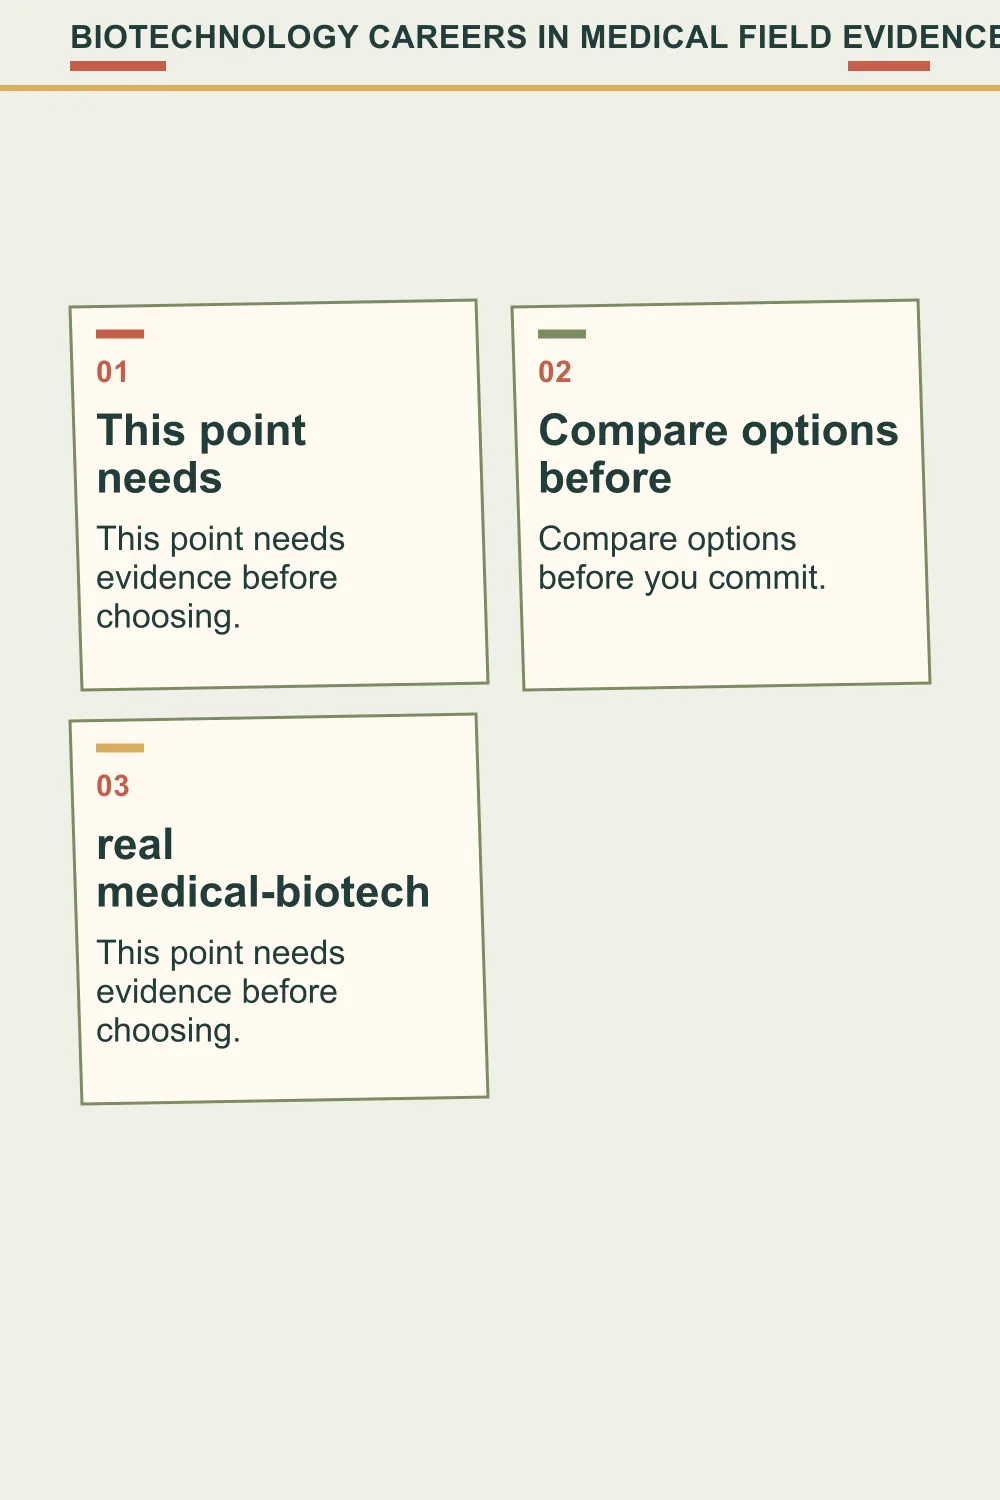 BIOTECHNOLOGY CAREERS IN MEDICAL FIELD EVIDENCE
01
This point
needs
This point needs
evidence before
choosing.
02
Compare options
before
Compare options
before you commit.
03
real
medical-biotech
This point needs
evidence before
choosing.